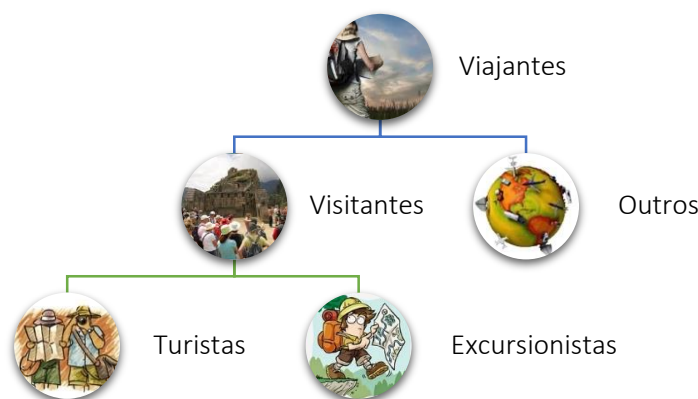 Viajantes
Visitantes
Outros
Turistas
Excursionistas